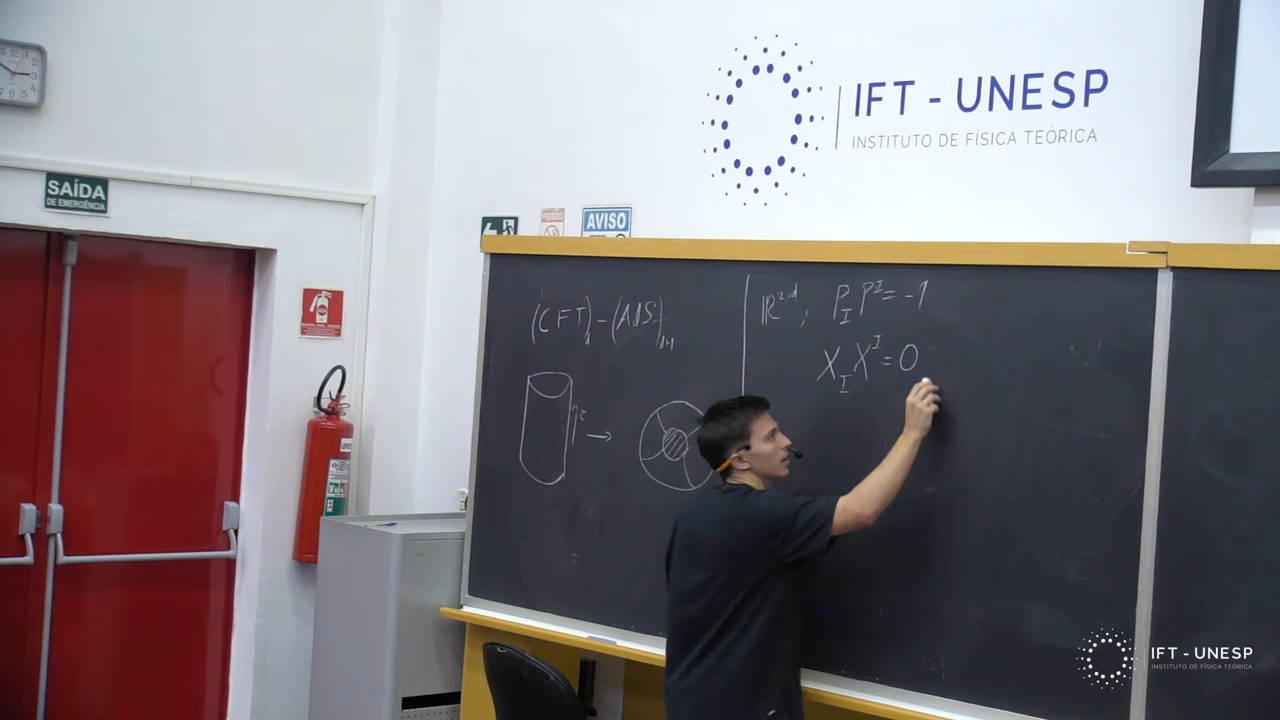 IFT - UNESP
INSTITUTO DE FÍSICA TEÓRICA
SAÍDA
DE EMERGÊNCIA
AVISO
(CFT)_d - (AdS)_{d+1}
ℝ^{2,d}; P_I P^I = -1
X_I X^I = 0
IFT - UNESP
INSTITUTO DE FÍSICA TEÓRICA